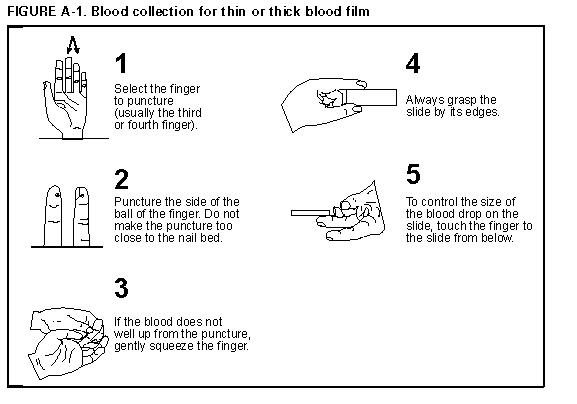 FIGURE A-1. Blood collection for thin or thick blood film
1
Select the finger
to puncture
(usually the third
or fourth finger).
2
Puncture the side of the
ball of the finger. Do not
make the puncture too
close to the nail bed.
3
If the blood does not
well up from the puncture,
gently squeeze the finger.
4
Always grasp the
slide by its edges.
5
To control the size of
the blood drop on the
slide, touch the finger to
the slide from below.